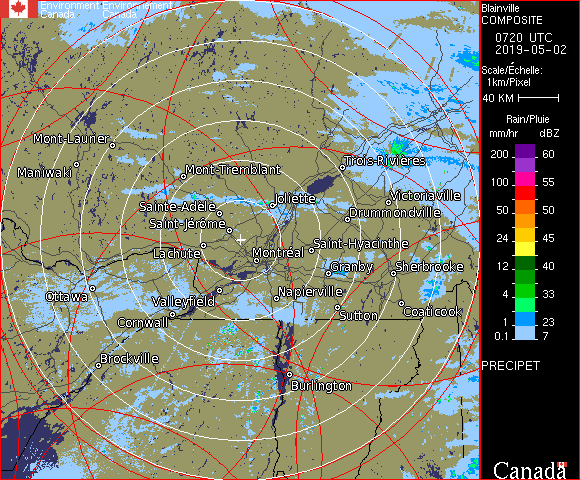 Environment Environnement
Canada Canada
Blainville
COMPOSITE
0720 UTC
2019-05-02
Scale/Échelle:
1km/Pixel
40 KM
Rain/Pluie
mm/hr dBZ
200 60
100 55
50 50
24 45
12 40
4 33
1 23
0.1 7
PRECIPET
Canada
Mont-Laurier
Maniwaki
Mont-Tremblant
Trois-Rivières
Joliette
Victoriaville
Sainte-Adèle
Drummondville
Saint-Jérôme
Lachute
Montréal
Saint-Hyacinthe
Granby
Sherbrooke
Ottawa
Valleyfield
Napierville
Cornwall
Sutton
Coaticook
Brockville
Burlington